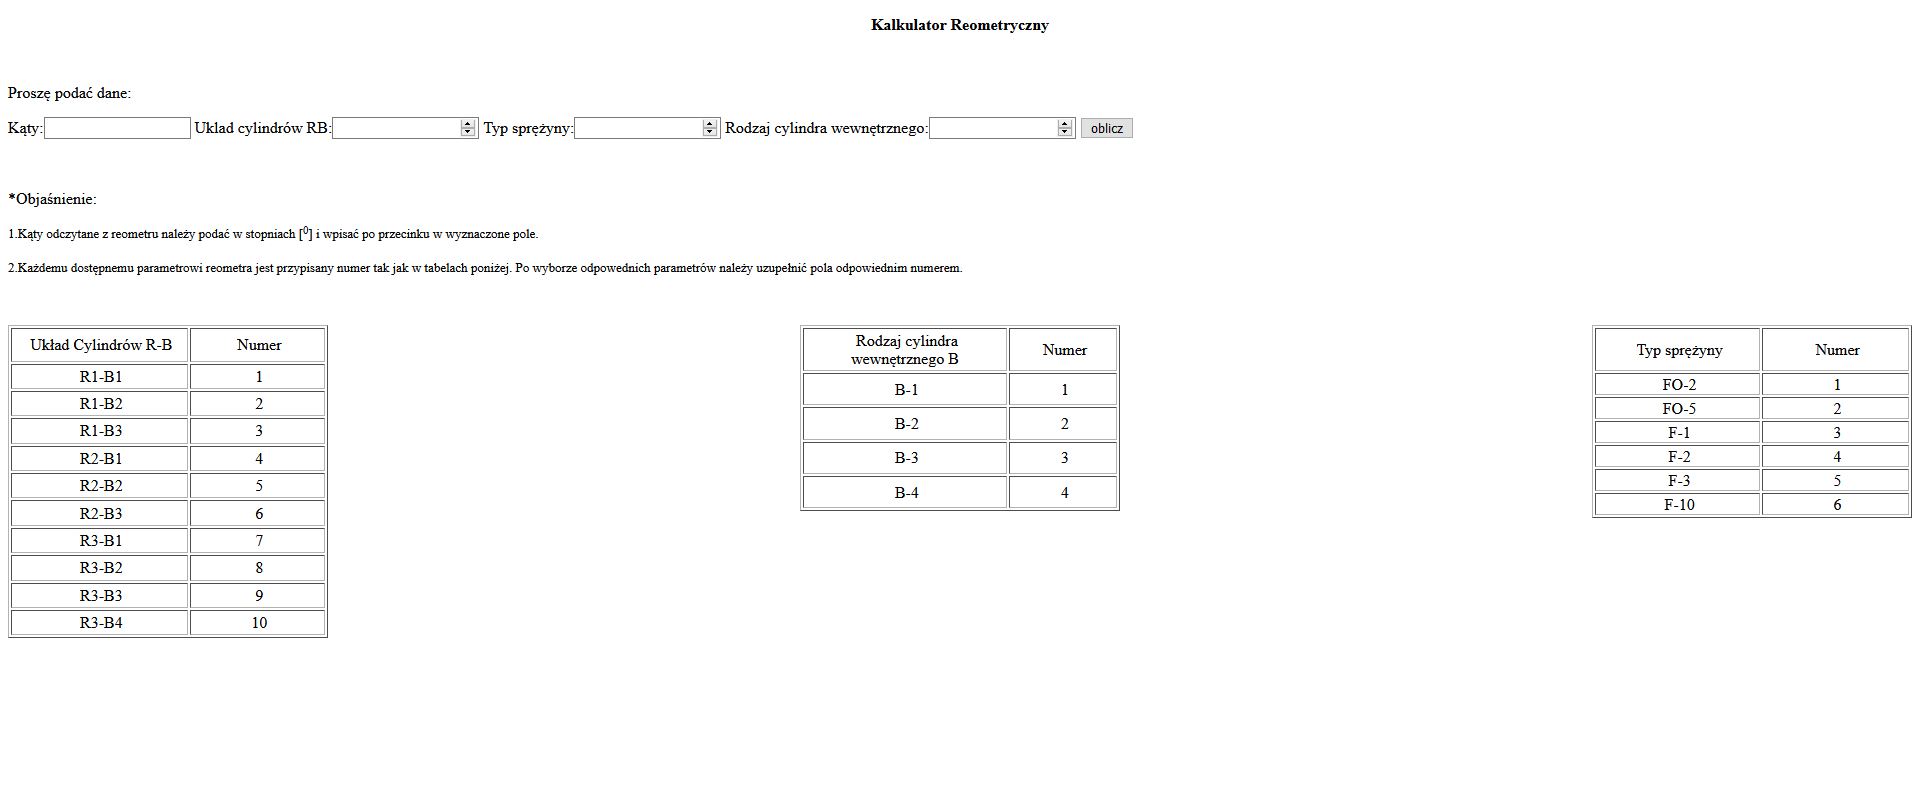 Kalkulator Reometryczny
Proszę podać dane:
Kąty: Uklad cylindrów RB: Typ sprężyny: Rodzaj cylindra wewnętrznego: oblicz
*Objaśnienie:
1.Kąty odczytane z reometru należy podać w stopniach [⁰] i wpisać po przecinku w wyznaczone pole.
2.Każdemu dostępnemu parametrowi reometra jest przypisany numer tak jak w tabelach poniżej. Po wyborze odpowednich parametrów należy uzupełnić pola odpowiednim numerem.
Układ Cylindrów R-B Numer
R1-B1 1
R1-B2 2
R1-B3 3
R2-B1 4
R2-B2 5
R2-B3 6
R3-B1 7
R3-B2 8
R3-B3 9
R3-B4 10
Rodzaj cylindra
wewnętrznego B Numer
B-1 1
B-2 2
B-3 3
B-4 4
Typ sprężyny Numer
FO-2 1
FO-5 2
F-1 3
F-2 4
F-3 5
F-10 6